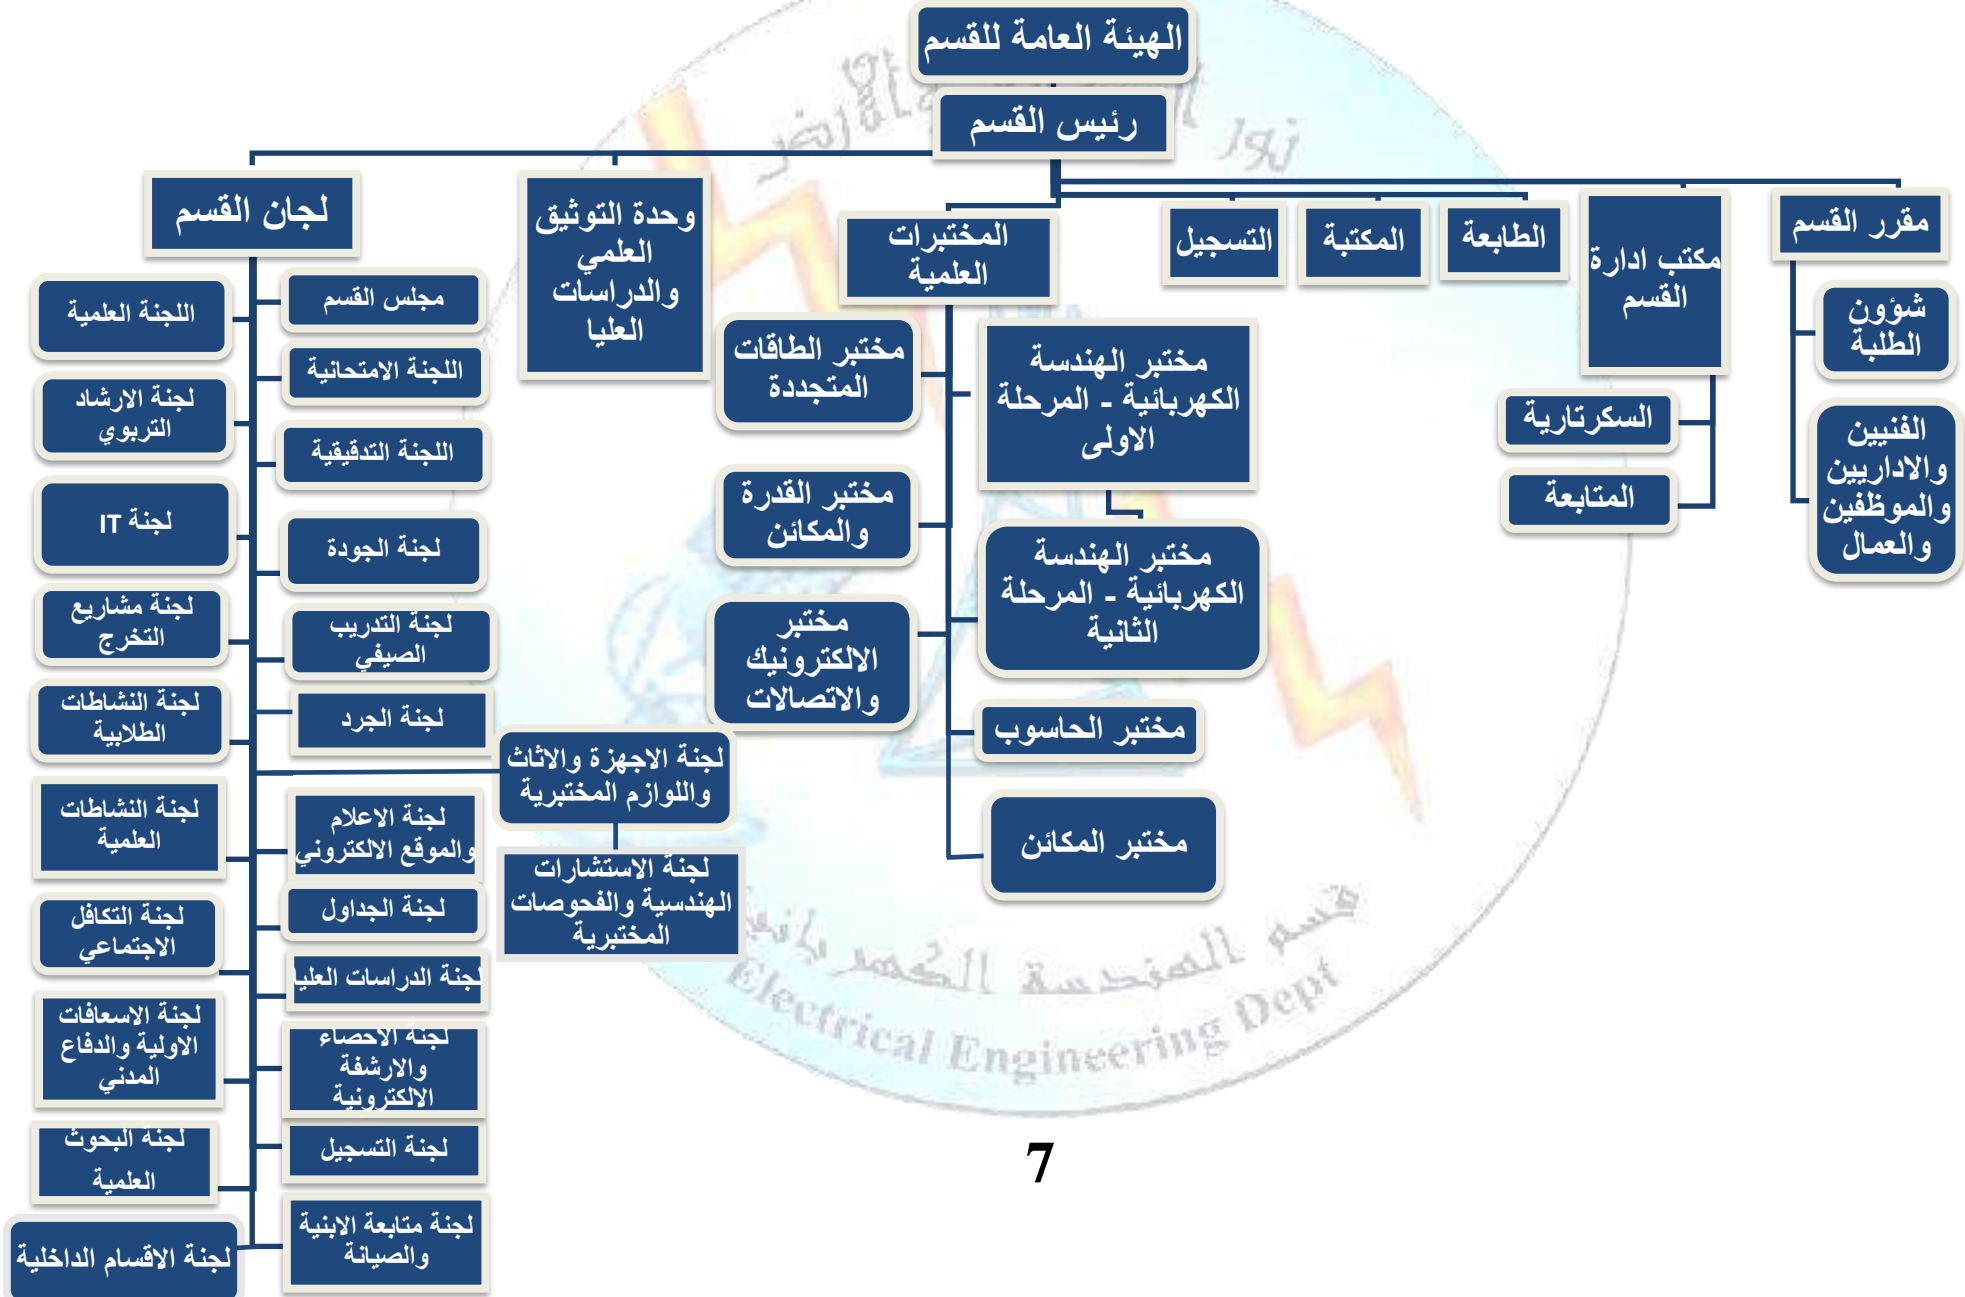 الهيئة العامة للقسم
رئيس القسم
مقرر القسم
شؤون
الطلبة
الفنيين
والاداريين
والموظفين
والعمال
مكتب ادارة
القسم
السكرتارية
المتابعة
الطابعة
المكتبة
التسجيل
المختبرات
العلمية
مختبر الهندسة
الكهربائية - المرحلة
الاولى
مختبر الطاقات
المتجددة
مختبر القدرة
والمكائن
مختبر الهندسة
الكهربائية - المرحلة
الثانية
مختبر
الالكترونيك
والاتصالات
مختبر الحاسوب
مختبر المكائن
وحدة التوثيق
العلمي
والدراسات
العليا
لجان القسم
مجلس القسم
اللجنة العلمية
اللجنة الامتحانية
لجنة الارشاد
التربوي
اللجنة التدقيقية
لجنة IT
لجنة الجودة
لجنة مشاريع
التخرج
لجنة التدريب
الصيفي
لجنة النشاطات
الطلابية
لجنة الجرد
لجنة الاجهزة والاثاث
واللوازم المختبرية
لجنة الاستشارات
الهندسية والفحوصات
المختبرية
لجنة النشاطات
العلمية
لجنة الاعلام
والموقع الالكتروني
لجنة التكافل
الاجتماعي
لجنة الجداول
لجنة الدراسات العليا
لجنة الاسعافات
الاولية والدفاع
المدني
لجنة الاحصاء
والارشفة
الالكترونية
لجنة البحوث
العلمية
لجنة التسجيل
لجنة الاقسام الداخلية
لجنة متابعة الابنية
والصيانة
نور
والأرض
قسم الهندسة الكهربائية
Electrical Engineering Dept
7